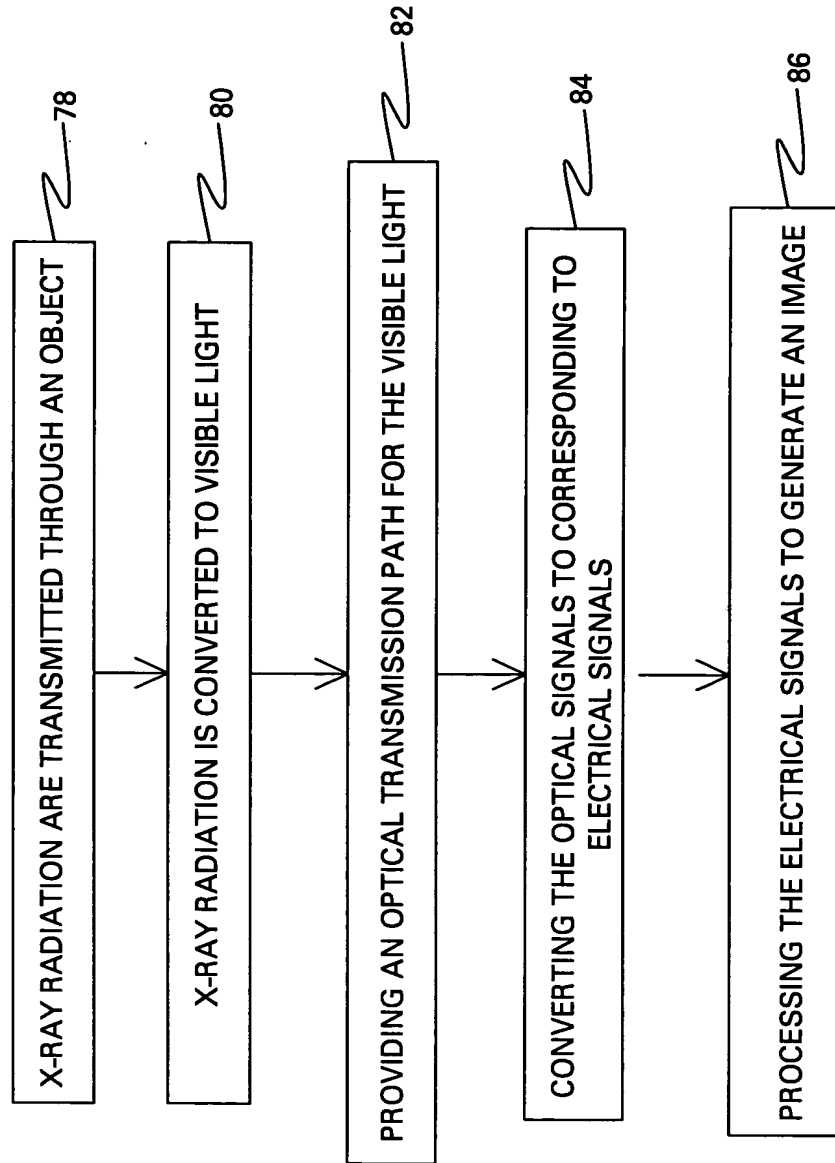 X-RAY RADIATION ARE TRANSMITTED THROUGH AN OBJECT
78
X-RAY RADIATION IS CONVERTED TO VISIBLE LIGHT
80
PROVIDING AN OPTICAL TRANSMISSION PATH FOR THE VISIBLE LIGHT
82
CONVERTING THE OPTICAL SIGNALS TO CORRESPONDING TO
ELECTRICAL SIGNALS
84
PROCESSING THE ELECTRICAL SIGNALS TO GENERATE AN IMAGE
86